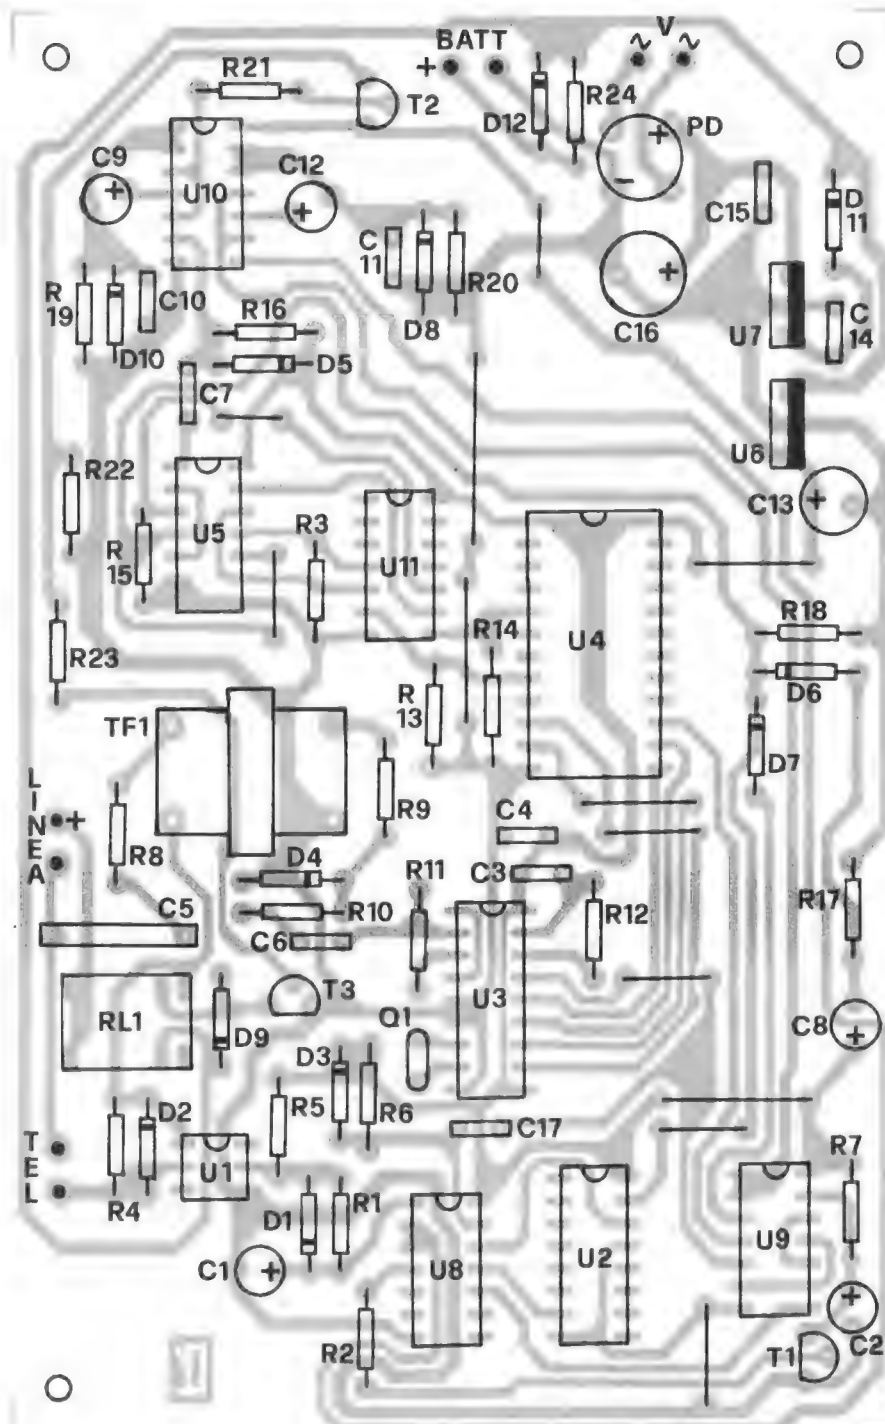 BATT
∿ V ∿
+
R21
T2
D12
R24
PD
+
−
C9
+
U10
C12
+
C15
D
11
C
11
R20
+
C16
R
19
C10
D10
R16
D8
D5
U7
C
14
C7
U6
R22
C13
+
R
15
U5
R3
U11
R14
U4
R18
D6
R23
R
13
TF1
D7
LINEA
+
R8
R9
C4
D4
R11
C3
R10
R12
R17
C5
C6
RL1
T3
U3
D9
Q1
C8
+
D3
R5
R6
D2
C17
TEL
R4
U1
R7
D1
R1
C1
+
U8
U2
U9
+
R2
T1
C2